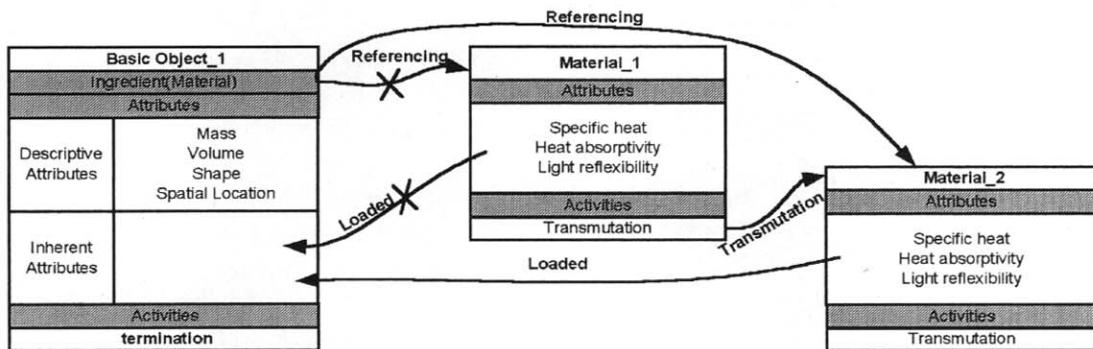 Referencing
Basic Object_1
Ingredient(Material)
Attributes
Descriptive
Attributes
Mass
Volume
Shape
Spatial Location
Inherent
Attributes
Activities
termination
Referencing
Loaded
Material_1
Attributes
Specific heat
Heat absorptivity
Light reflexibility
Activities
Transmutation
Transmutation
Loaded
Material_2
Attributes
Specific heat
Heat absorptivity
Light reflexibility
Activities
Transmutation